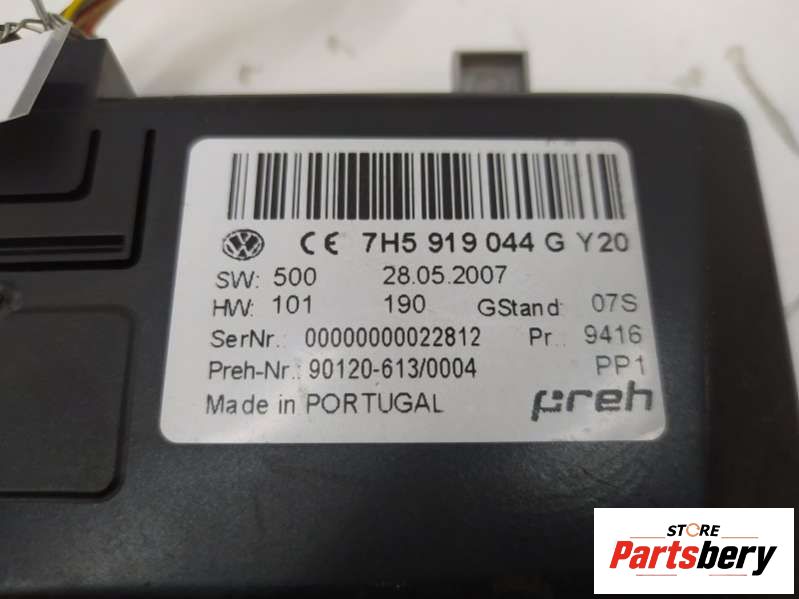 CE 7H5 919 044 G Y20
SW: 500 28.05.2007
HW: 101 190 GStand: 07S
SerNr.: 00000000022812 Pr.: 9416
Preh-Nr.: 90120-613/0004 PP1
Made in PORTUGAL preh
STORE
Partsbery